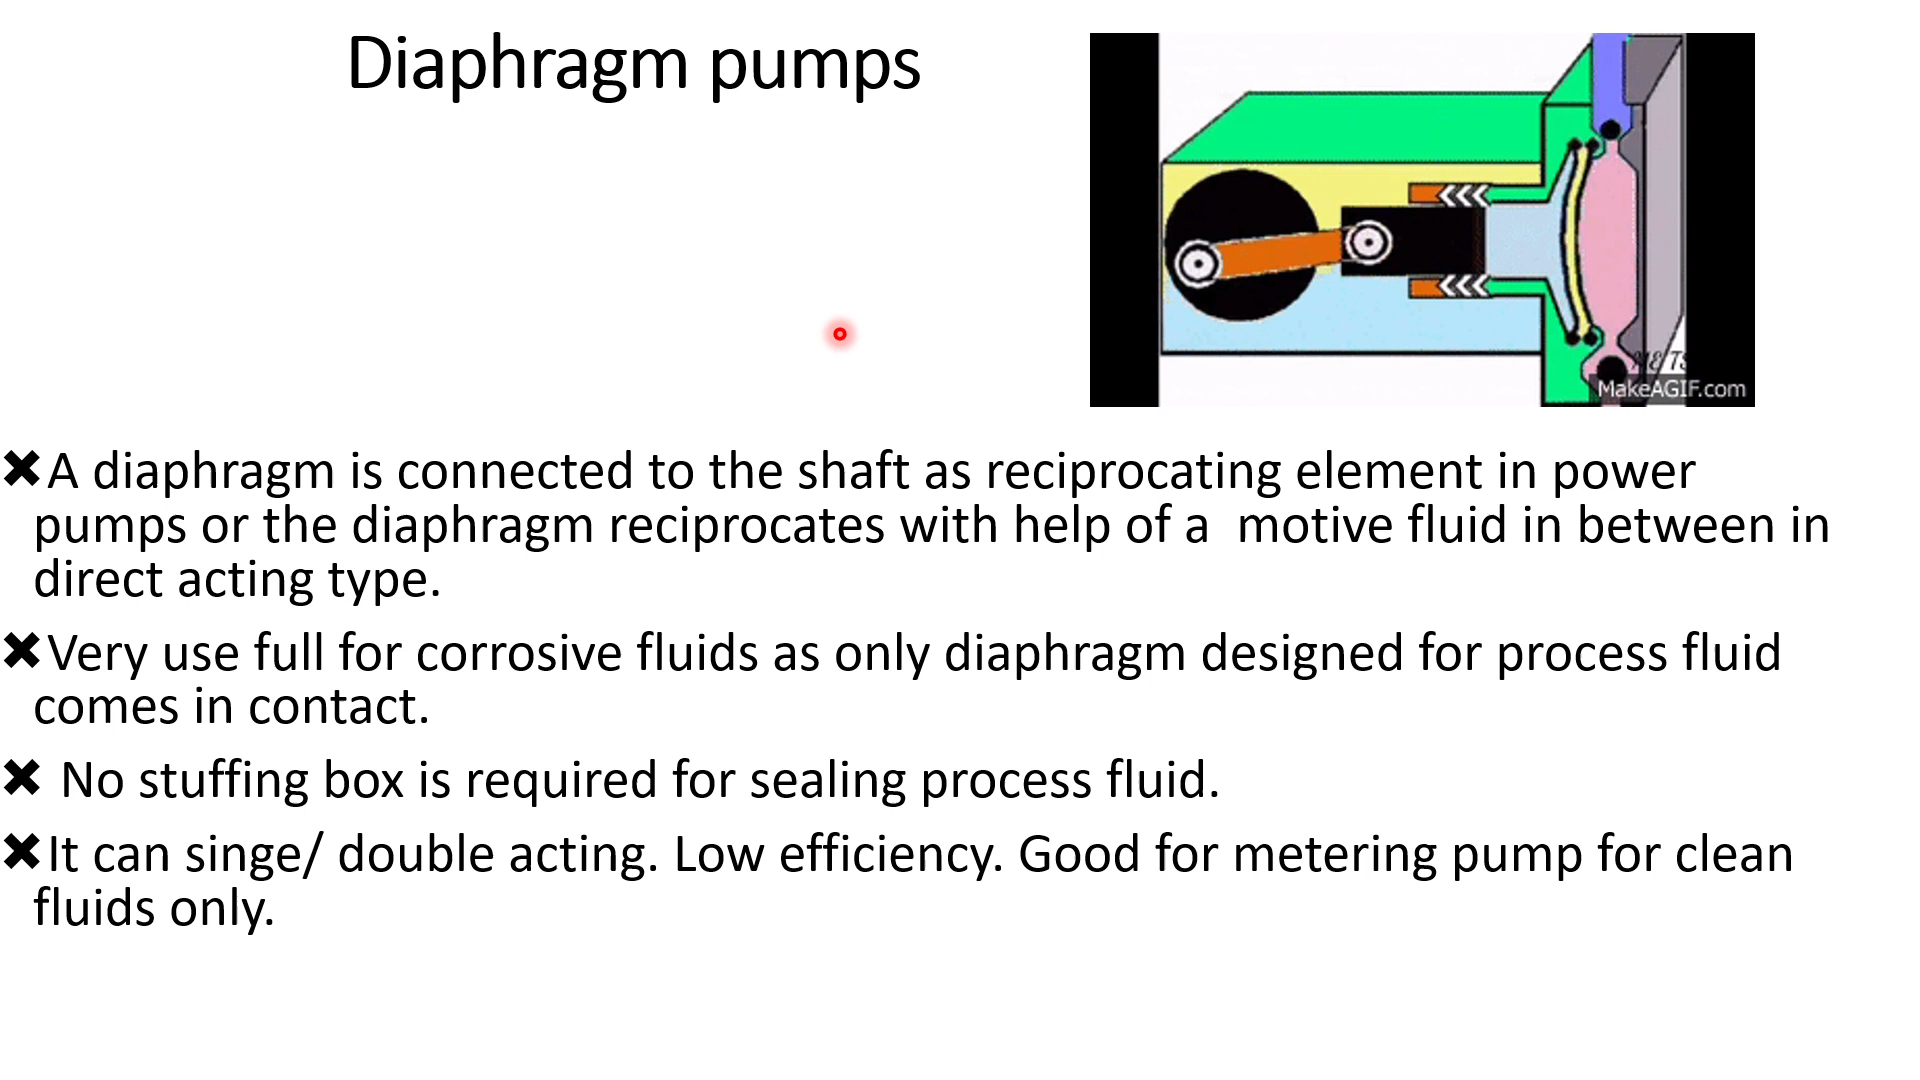 Diaphragm pumps
MakeAGIF.com
✖A diaphragm is connected to the shaft as reciprocating element in power
pumps or the diaphragm reciprocates with help of a  motive fluid in between in
direct acting type.
✖Very use full for corrosive fluids as only diaphragm designed for process fluid
comes in contact.
✖ No stuffing box is required for sealing process fluid.
✖It can singe/ double acting. Low efficiency. Good for metering pump for clean
fluids only.